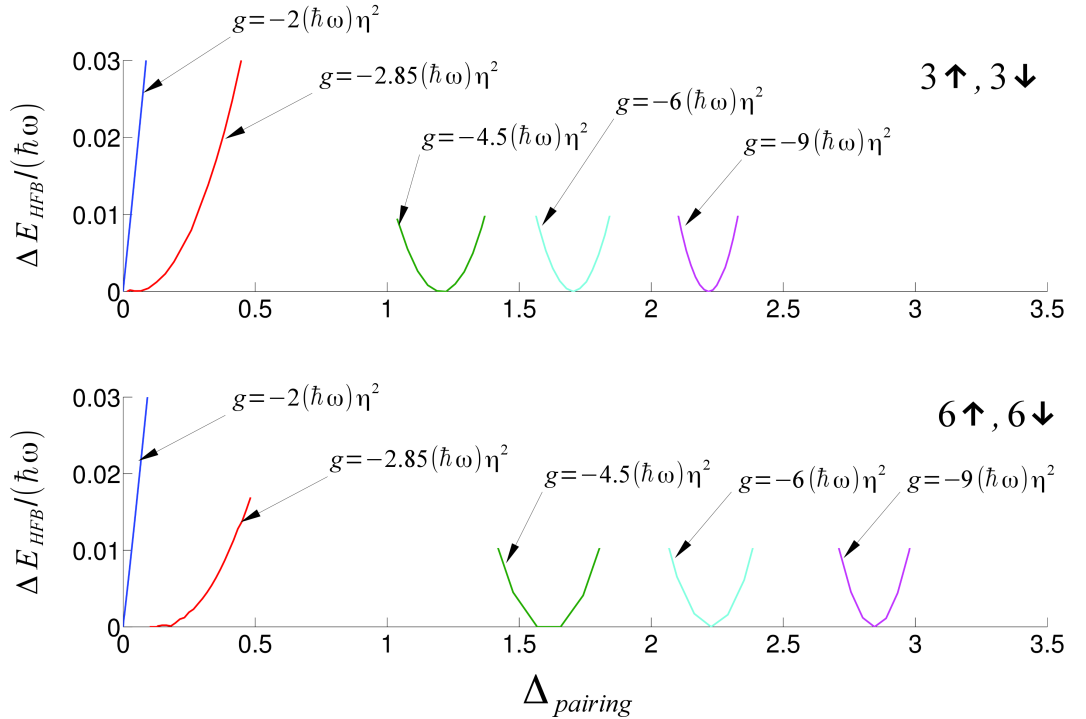 g=−2(ħω)η²
0.03
g=−2.85(ħω)η²
3↑, 3↓
g=−6(ħω)η²
g=−4.5(ħω)η²
g=−9(ħω)η²
0.02
0.01
0
ΔE_HFB/(ħω)
0 0.5 1 1.5 2 2.5 3 3.5
0.03
g=−2(ħω)η²
6↑, 6↓
g=−2.85(ħω)η²
g=−4.5(ħω)η²
g=−6(ħω)η²
g=−9(ħω)η²
0.02
0.01
0
ΔE_HFB/(ħω)
0 0.5 1 1.5 2 2.5 3 3.5
Δ_pairing